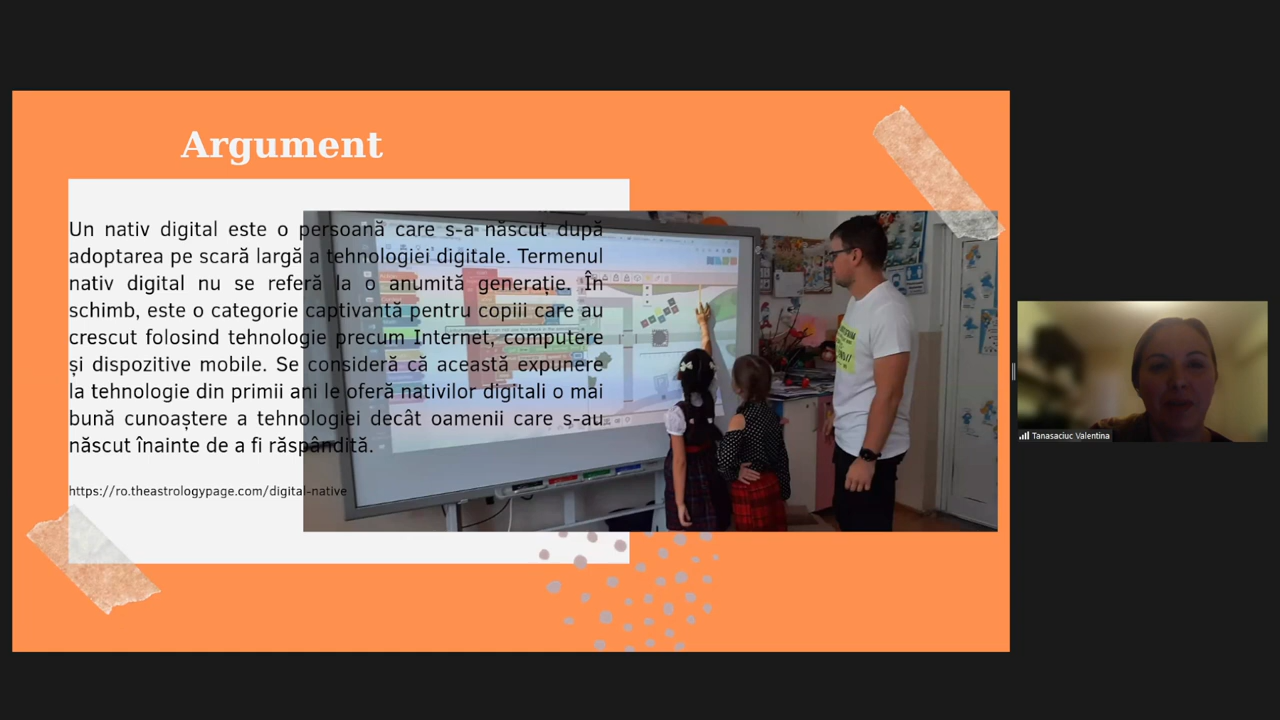 Argument
Un nativ digital este o persoană care s-a născut după
adoptarea pe scară largă a tehnologiei digitale. Termenul
nativ digital nu se referă la o anumită generație. În
schimb, este o categorie captivantă pentru copiii care au
crescut folosind tehnologie precum Internet, computere
și dispozitive mobile. Se consideră că această expunere
la tehnologie din primii ani le oferă nativilor digitali o mai
bună cunoaștere a tehnologiei decât oamenii care s-au
născut înainte de a fi răspândită.
https://ro.theastrologypage.com/digital-native
Tanasaciuc Valentina